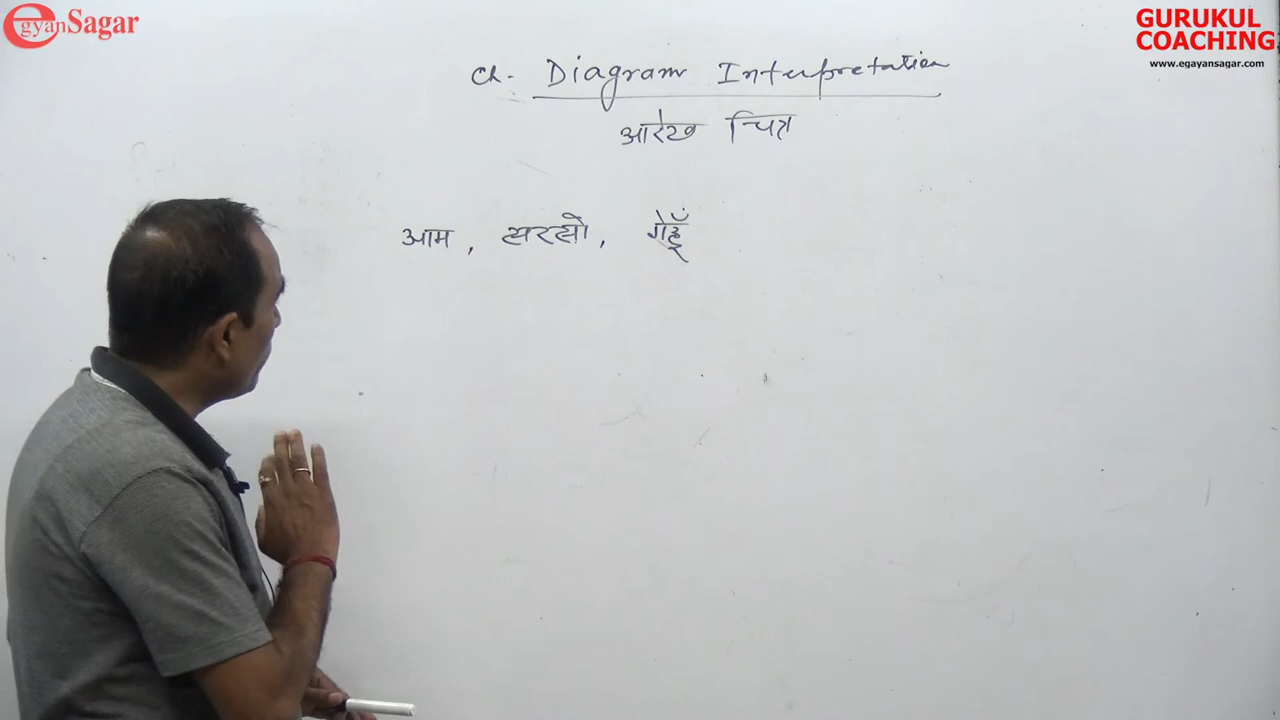 egyanSagar
GURUKUL
COACHING
www.egayansagar.com
Ch. Diagram Interpretation
आरेख चित्र
आम, सरसो, गेहूँ